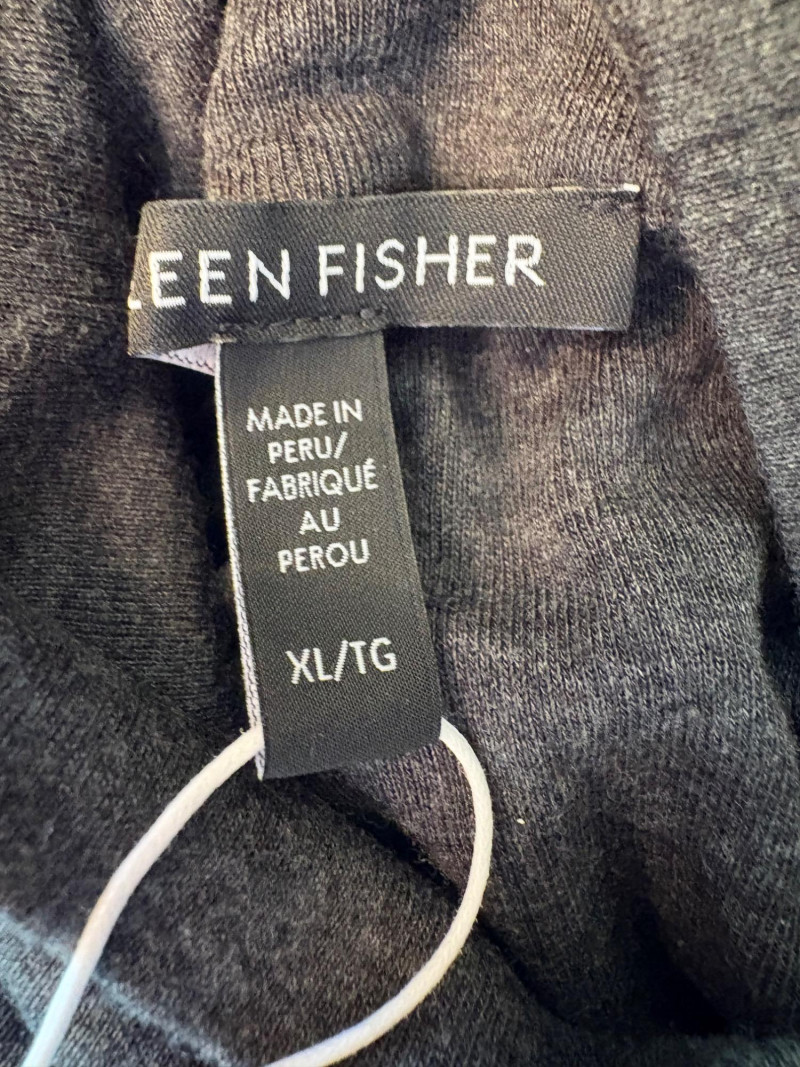 LEEN FISHER
MADE IN
PERU/
FABRIQUÉ
AU
PEROU
XL/TG